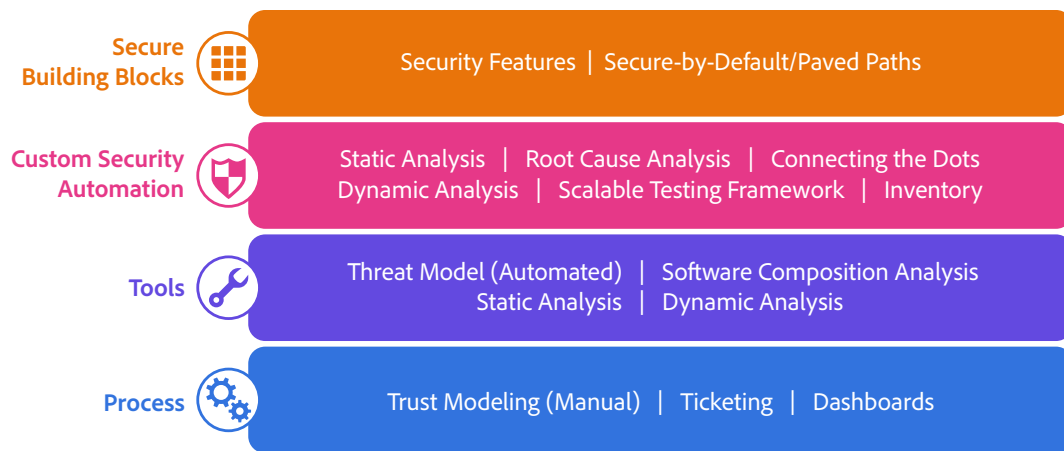 Secure
Building Blocks
Security Features | Secure-by-Default/Paved Paths
Custom Security
Automation
Static Analysis | Root Cause Analysis | Connecting the Dots
Dynamic Analysis | Scalable Testing Framework | Inventory
Tools
Threat Model (Automated) | Software Composition Analysis
Static Analysis | Dynamic Analysis
Process
Trust Modeling (Manual) | Ticketing | Dashboards